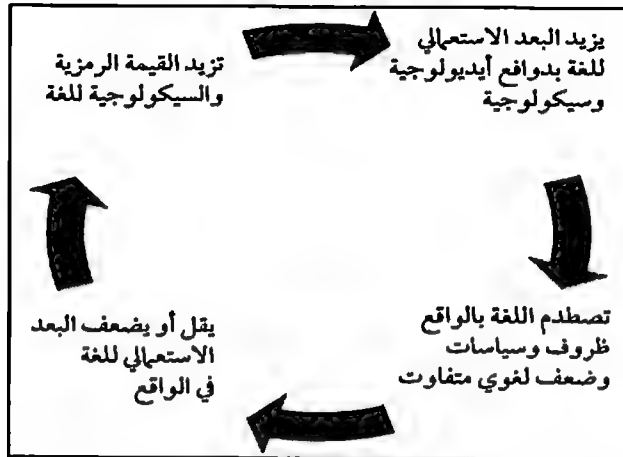 يزيد البعد الاستعمالي
للغة بدوافع أيديولوجية
وسيكولوجية
تصطدم اللغة بالواقع
ظروف وسياسات
وضعف لغوي متفاوت
يقل أو يضعف البعد
الاستعمالي للغة
في الواقع
تزيد القيمة الرمزية
والسيكولوجية للغة